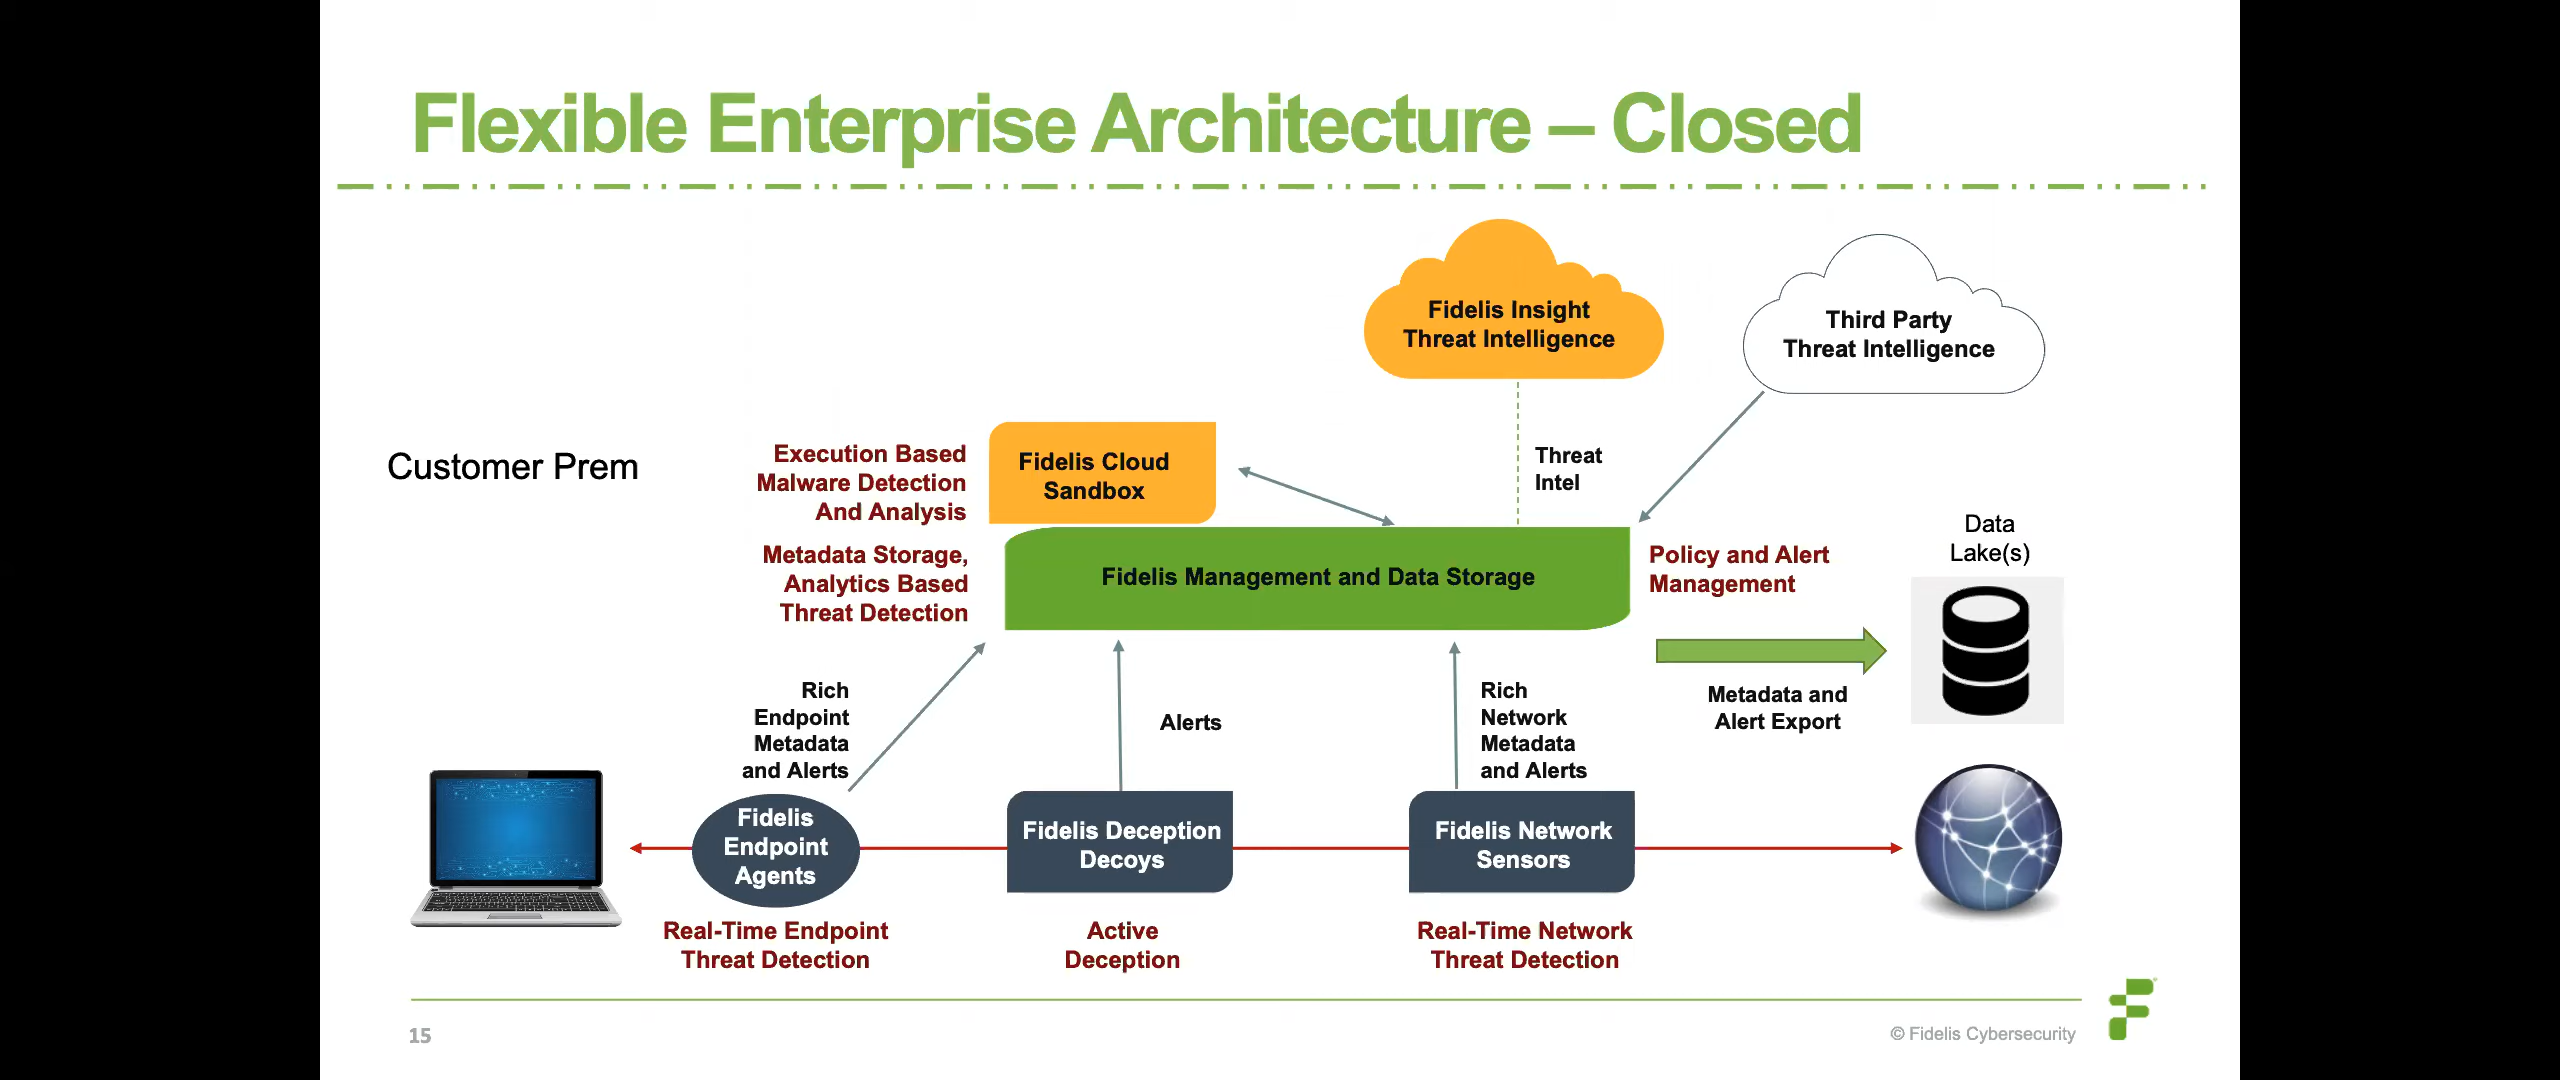 Flexible Enterprise Architecture – Closed
Fidelis Insight
Threat Intelligence
Third Party
Threat Intelligence
Customer Prem
Execution Based
Malware Detection
And Analysis
Fidelis Cloud
Sandbox
Threat
Intel
Metadata Storage,
Analytics Based
Threat Detection
Fidelis Management and Data Storage
Policy and Alert
Management
Data
Lake(s)
Rich
Endpoint
Metadata
and Alerts
Alerts
Rich
Network
Metadata
and Alerts
Metadata and
Alert Export
Fidelis
Endpoint
Agents
Fidelis Deception
Decoys
Fidelis Network
Sensors
Real-Time Endpoint
Threat Detection
Active
Deception
Real-Time Network
Threat Detection
15
© Fidelis Cybersecurity